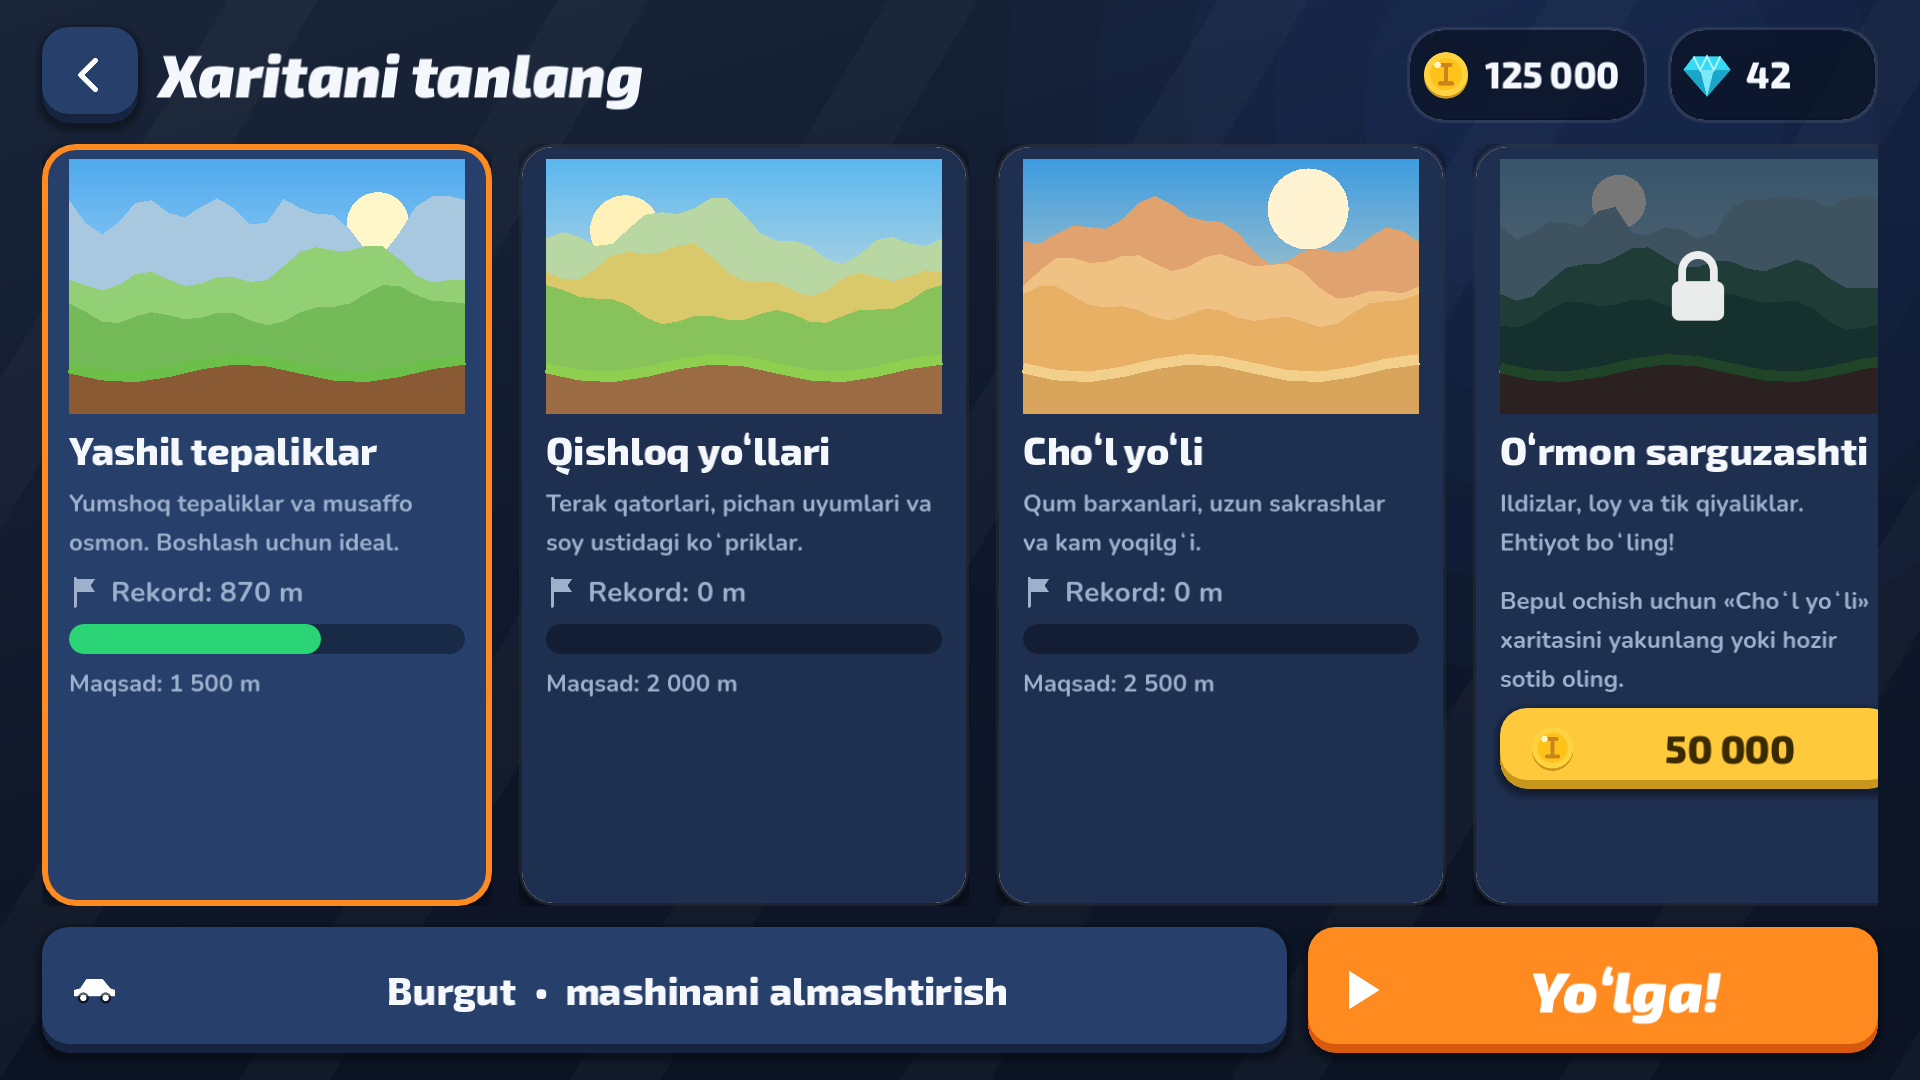 Xaritani tanlang
125 000
42
Yashil tepaliklar
Yumshoq tepaliklar va musaffo
osmon. Boshlash uchun ideal.
Rekord: 870 m
Maqsad: 1 500 m
Qishloq yoʻllari
Terak qatorlari, pichan uyumlari va
soy ustidagi koʻpriklar.
Rekord: 0 m
Maqsad: 2 000 m
Choʻl yoʻli
Qum barxanlari, uzun sakrashlar
va kam yoqilgʻi.
Rekord: 0 m
Maqsad: 2 500 m
Oʻrmon sarguzashti
Ildizlar, loy va tik qiyaliklar.
Ehtiyot boʻling!
Bepul ochish uchun «Choʻl yoʻli»
xaritasini yakunlang yoki hozir
sotib oling.
50 000
Burgut • mashinani almashtirish
Yoʻlga!